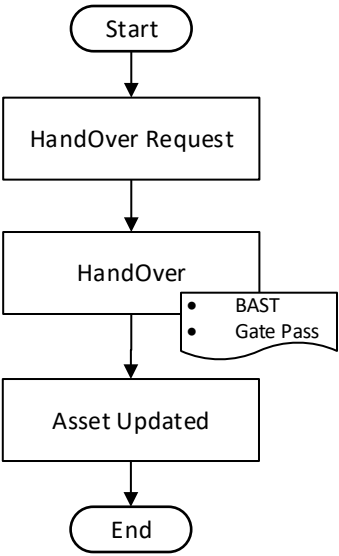 Start
HandOver Request
HandOver
• BAST
• Gate Pass
Asset Updated
End